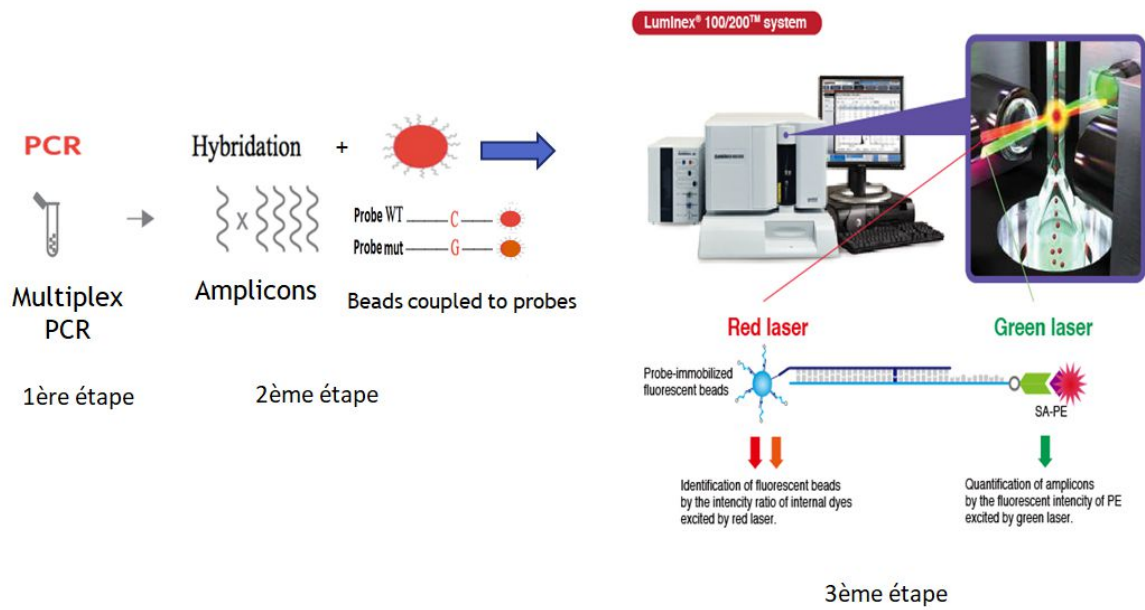 Luminex® 100/200™ system
PCR
Hybridation +
x
Probe WT C
Probe mut G
Multiplex
PCR
Amplicons
Beads coupled to probes
1ère étape
2ème étape
Red laser
Green laser
Probe-immobilized
fluorescent beads
SA-PE
Identification of fluorescent beads
by the intencity ratio of internal dyes
excited by red laser.
Quantification of amplicons
by the fluorescent intencity of PE
excited by green laser.
3ème étape